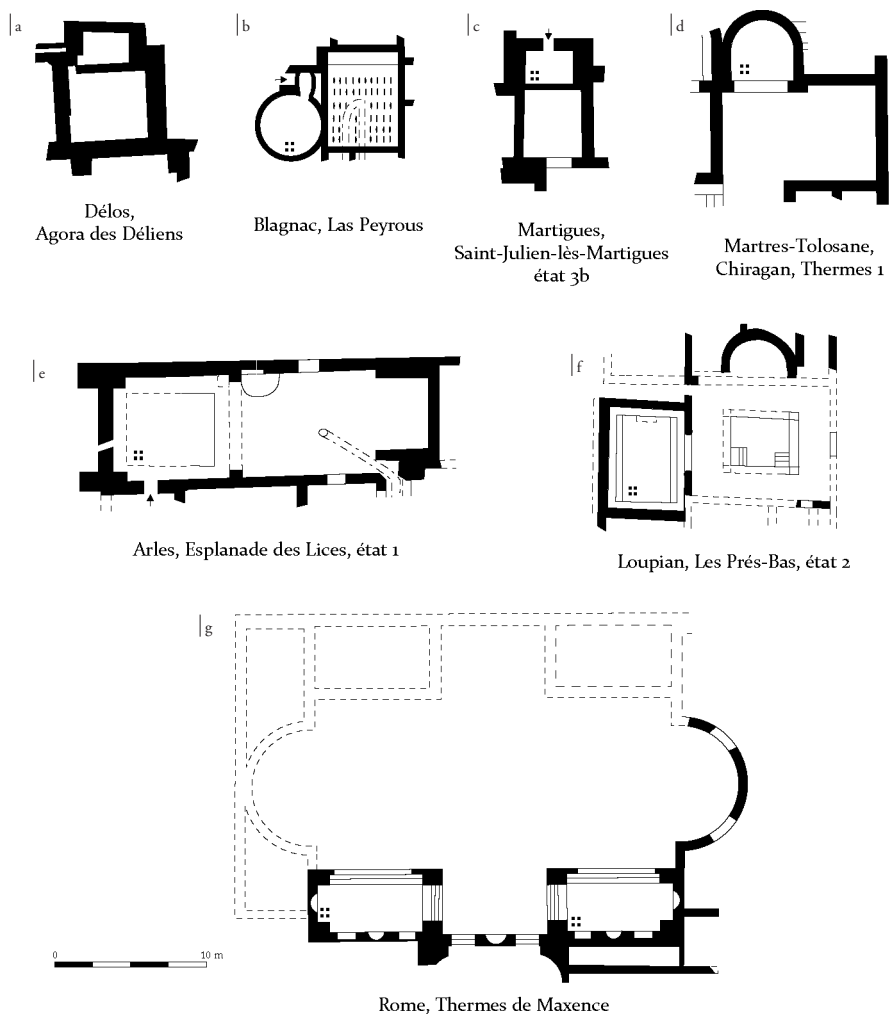 a
b
c
d
Délos,
Agora des Déliens
Blagnac, Las Peyrous
Martigues,
Saint-Julien-lès-Martigues
état 3b
Martres-Tolosane,
Chiragan, Thermes 1
e
f
Arles, Esplanade des Lices, état 1
Loupian, Les Prés-Bas, état 2
g
0 10 m
Rome, Thermes de Maxence